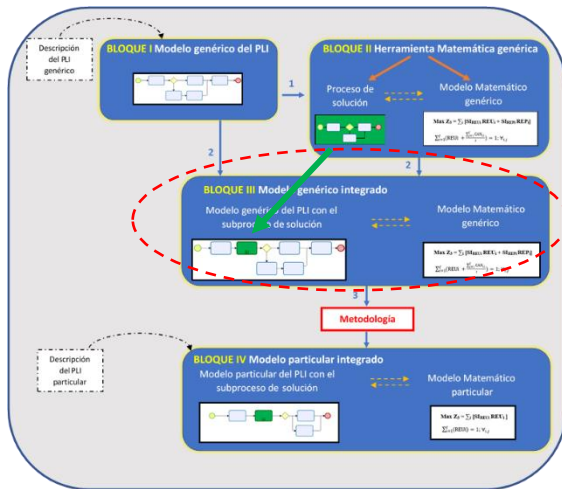 Descripción
del PLI
genérico
BLOQUE I Modelo genérico del PLI
1
BLOQUE II Herramienta Matemática genérica
Proceso de
solución
Modelo Matemático
genérico
2
2
BLOQUE III Modelo genérico integrado
Modelo genérico del PLI con el
subproceso de solución
Modelo Matemático
genérico
3
Metodología
Descripción
del PLI
particular
BLOQUE IV Modelo particular integrado
Modelo particular del PLI con el
subproceso de solución
Modelo Matemático
particular